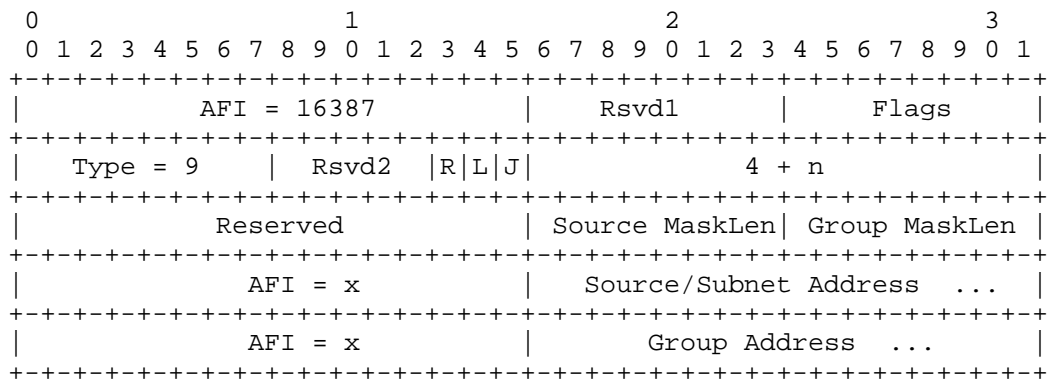 0                   1                   2                   3
 0 1 2 3 4 5 6 7 8 9 0 1 2 3 4 5 6 7 8 9 0 1 2 3 4 5 6 7 8 9 0 1
+-+-+-+-+-+-+-+-+-+-+-+-+-+-+-+-+-+-+-+-+-+-+-+-+-+-+-+-+-+-+-+-+
|           AFI = 16387         |     Rsvd1     |     Flags     |
+-+-+-+-+-+-+-+-+-+-+-+-+-+-+-+-+-+-+-+-+-+-+-+-+-+-+-+-+-+-+-+-+
|   Type = 9    |  Rsvd2  |R|L|J|             4 + n             |
+-+-+-+-+-+-+-+-+-+-+-+-+-+-+-+-+-+-+-+-+-+-+-+-+-+-+-+-+-+-+-+-+
|            Reserved           | Source MaskLen| Group MaskLen |
+-+-+-+-+-+-+-+-+-+-+-+-+-+-+-+-+-+-+-+-+-+-+-+-+-+-+-+-+-+-+-+-+
|              AFI = x          |   Source/Subnet Address  ...  |
+-+-+-+-+-+-+-+-+-+-+-+-+-+-+-+-+-+-+-+-+-+-+-+-+-+-+-+-+-+-+-+-+
|              AFI = x          |       Group Address  ...      |
+-+-+-+-+-+-+-+-+-+-+-+-+-+-+-+-+-+-+-+-+-+-+-+-+-+-+-+-+-+-+-+-+